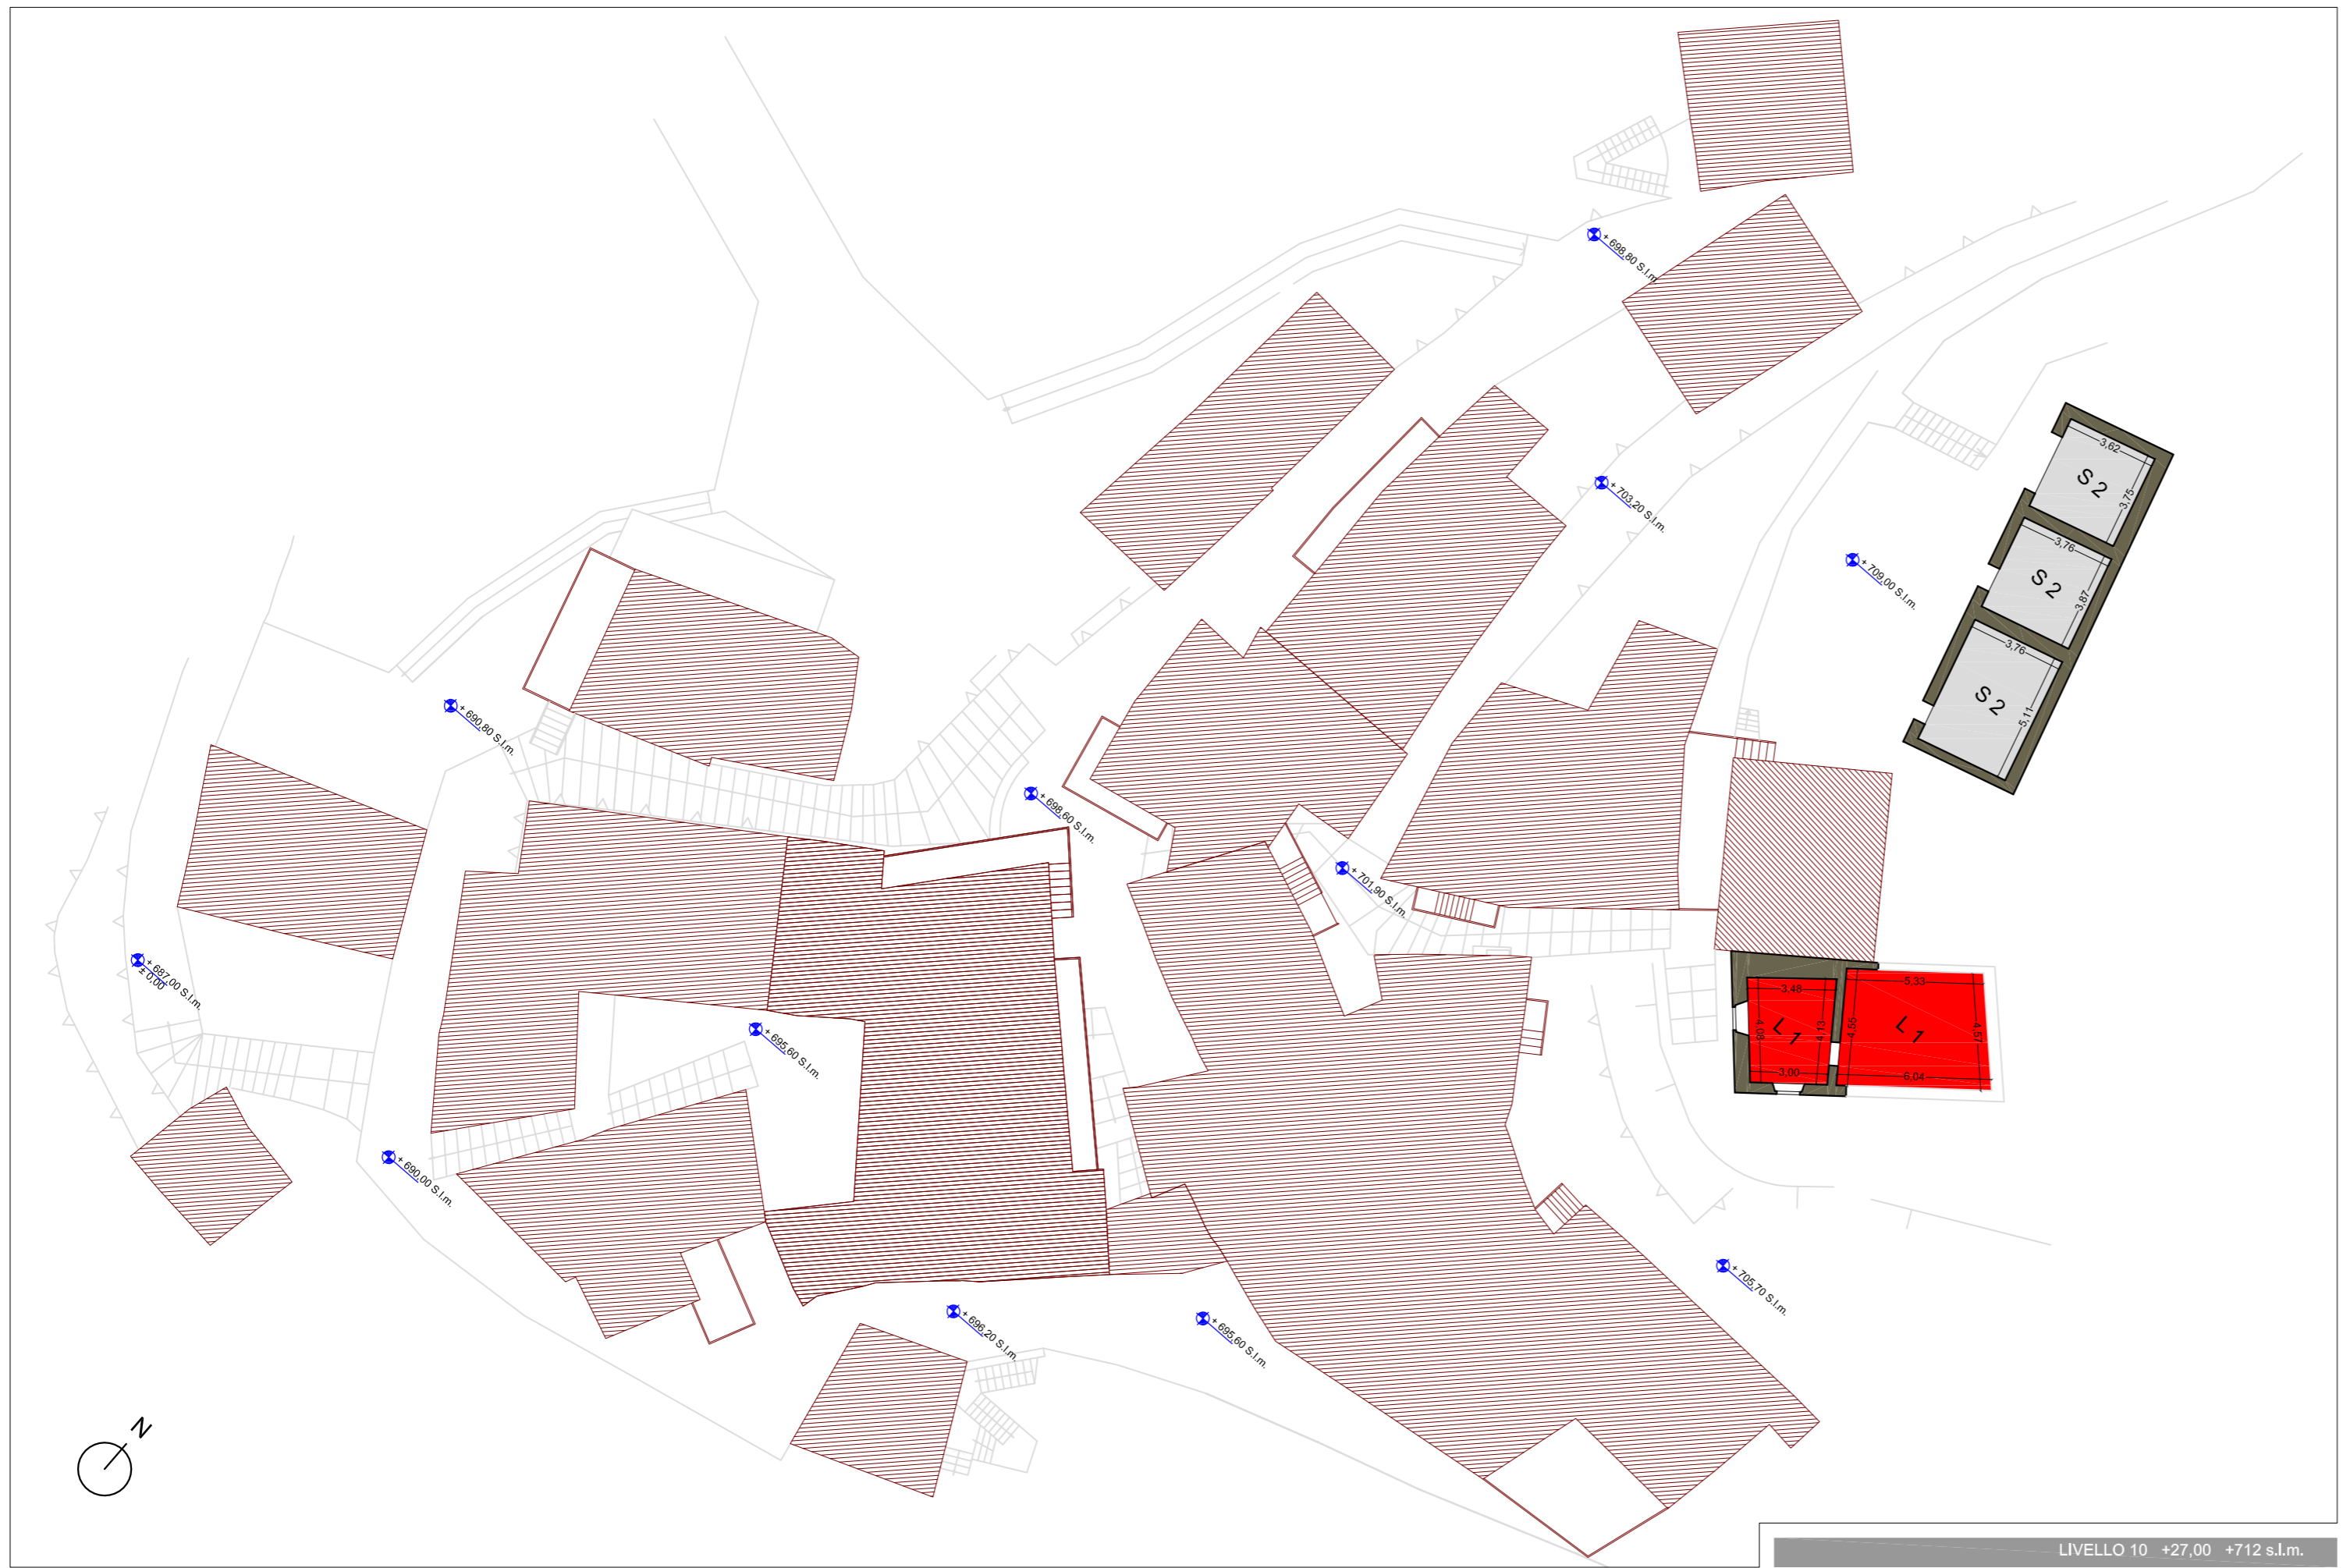 + 698,80 S.l.m.
3,62
S 2
3,75
+ 703,20 S.l.m.
3,76
S 2
3,87
+ 709,00 S.l.m.
3,76
S 2
5,11
+ 690,80 S.l.m.
+ 698,60 S.l.m.
+ 701,90 S.l.m.
+ 687,00 S.l.m.
± 0,00
3,48
5,33
L 1
4,13
4,55
L 1
4,57
3,00
6,04
+ 695,60 S.l.m.
+ 690,00 S.l.m.
+ 705,70 S.l.m.
+ 696,20 S.l.m.
+ 695,60 S.l.m.
N
LIVELLO 10 +27,00 +712 s.l.m.